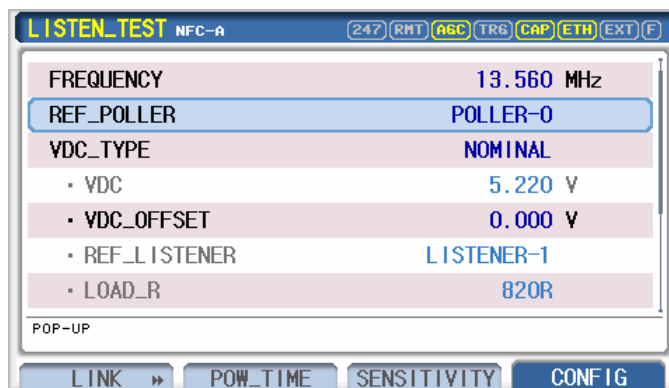 LISTEN_TEST NFC-A 247 RMT AGC TRG CAP ETH EXT F
FREQUENCY 13.560 MHz
REF_POLLER POLLER-0
VDC_TYPE NOMINAL
· VDC 5.220 V
· VDC_OFFSET 0.000 V
· REF_LISTENER LISTENER-1
· LOAD_R 820R
POP-UP
LINK POW_TIME SENSITIVITY CONFIG